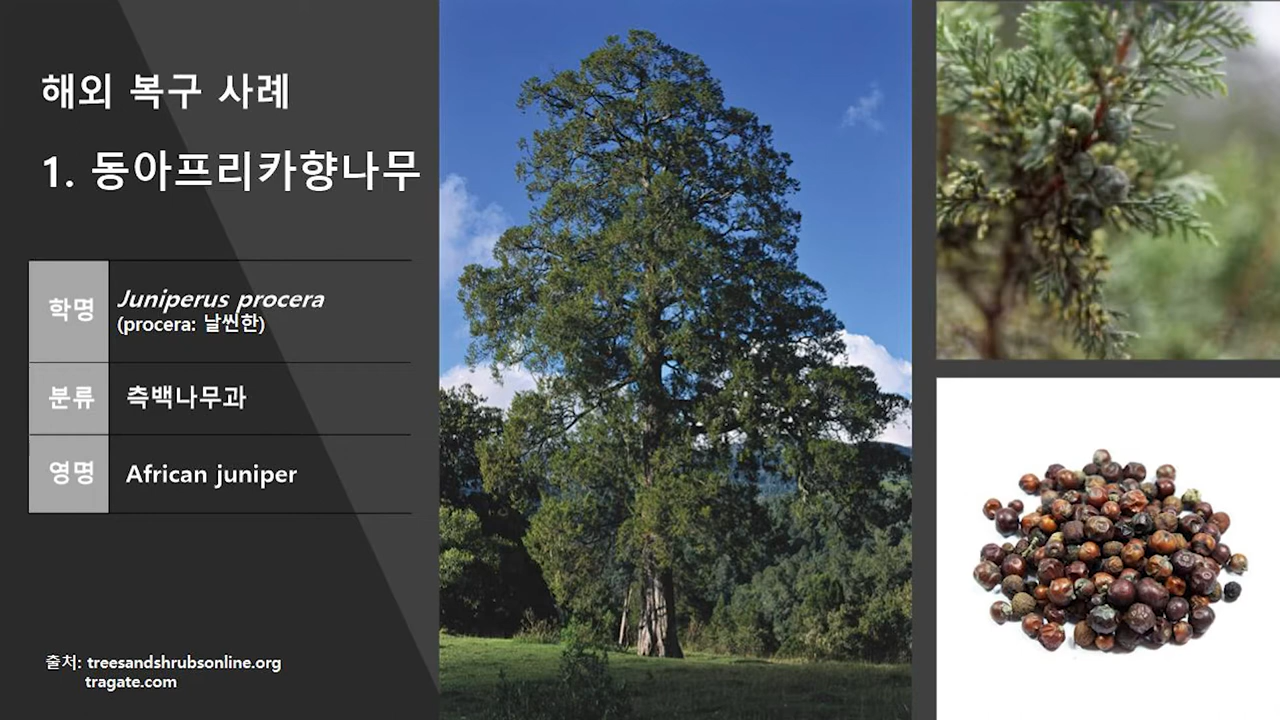 해외 복구 사례
1. 동아프리카향나무
학명
Juniperus procera
(procera: 날씬한)
분류
측백나무과
영명
African juniper
출처: treesandshrubsonline.org
tragate.com